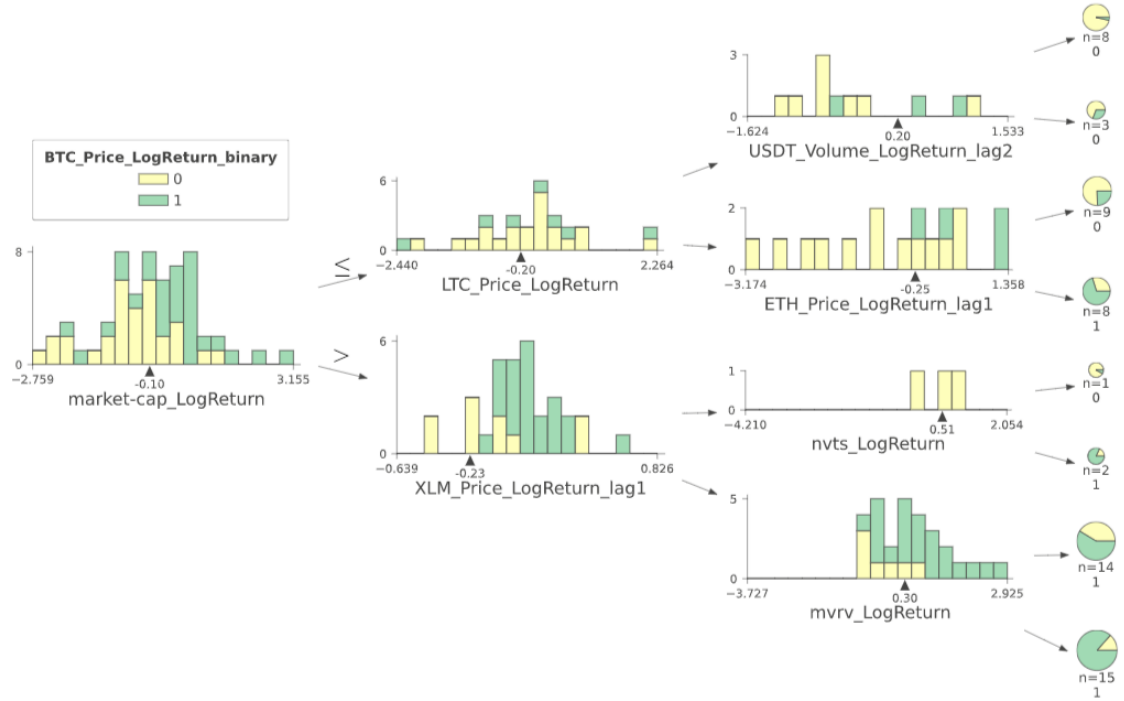 BTC_Price_LogReturn_binary
0
1
8
0
−2.759
-0.10
3.155
market-cap_LogReturn
≤
>
6
0
−2.440
-0.20
2.264
LTC_Price_LogReturn
6
0
−0.639
-0.23
0.826
XLM_Price_LogReturn_lag1
3
0
−1.624
0.20
1.533
USDT_Volume_LogReturn_lag2
2
0
−3.174
-0.25
1.358
ETH_Price_LogReturn_lag1
1
0
−4.210
0.51
2.054
nvts_LogReturn
5
0
−3.727
0.30
2.925
mvrv_LogReturn
n=8
0
n=3
0
n=9
0
n=8
1
n=1
0
n=2
1
n=14
1
n=15
1